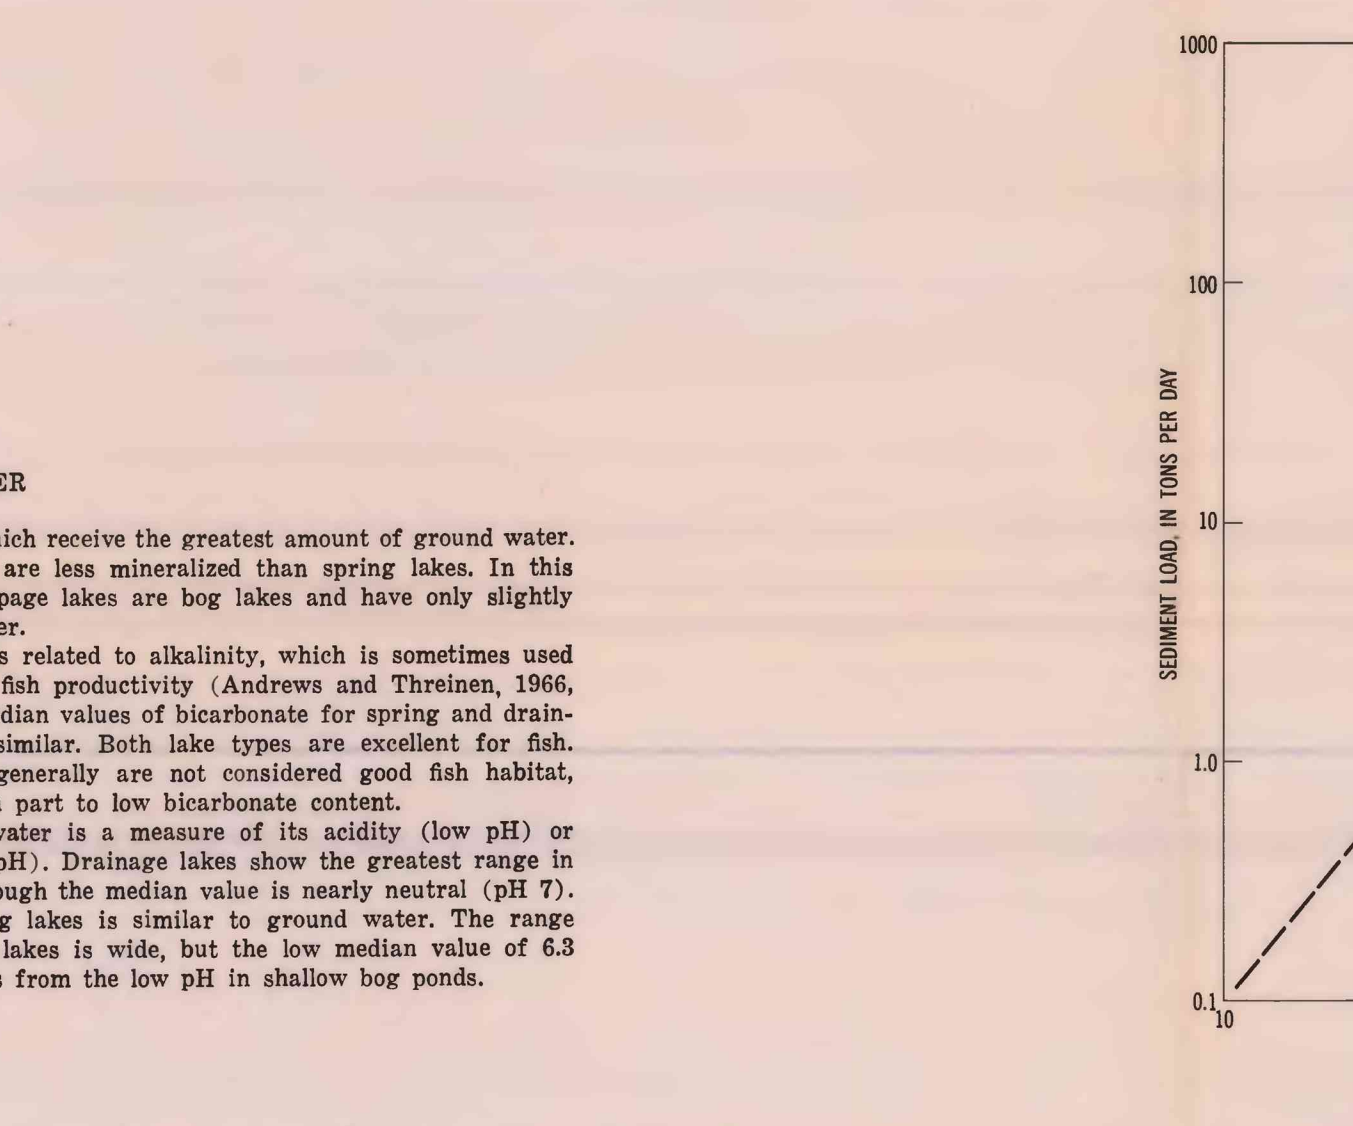 ER
ich receive the greatest amount of ground water.
are less mineralized than spring lakes. In this
page lakes are bog lakes and have only slightly
er.
s related to alkalinity, which is sometimes used
fish productivity (Andrews and Threinen, 1966,
dian values of bicarbonate for spring and drain-
similar. Both lake types are excellent for fish.
generally are not considered good fish habitat,
part to low bicarbonate content.
water is a measure of its acidity (low pH) or
pH). Drainage lakes show the greatest range in
ough the median value is nearly neutral (pH 7).
g lakes is similar to ground water. The range
lakes is wide, but the low median value of 6.3
s from the low pH in shallow bog ponds.
SEDIMENT LOAD, IN TONS PER DAY
1000
100
10
1.0
0.1
10